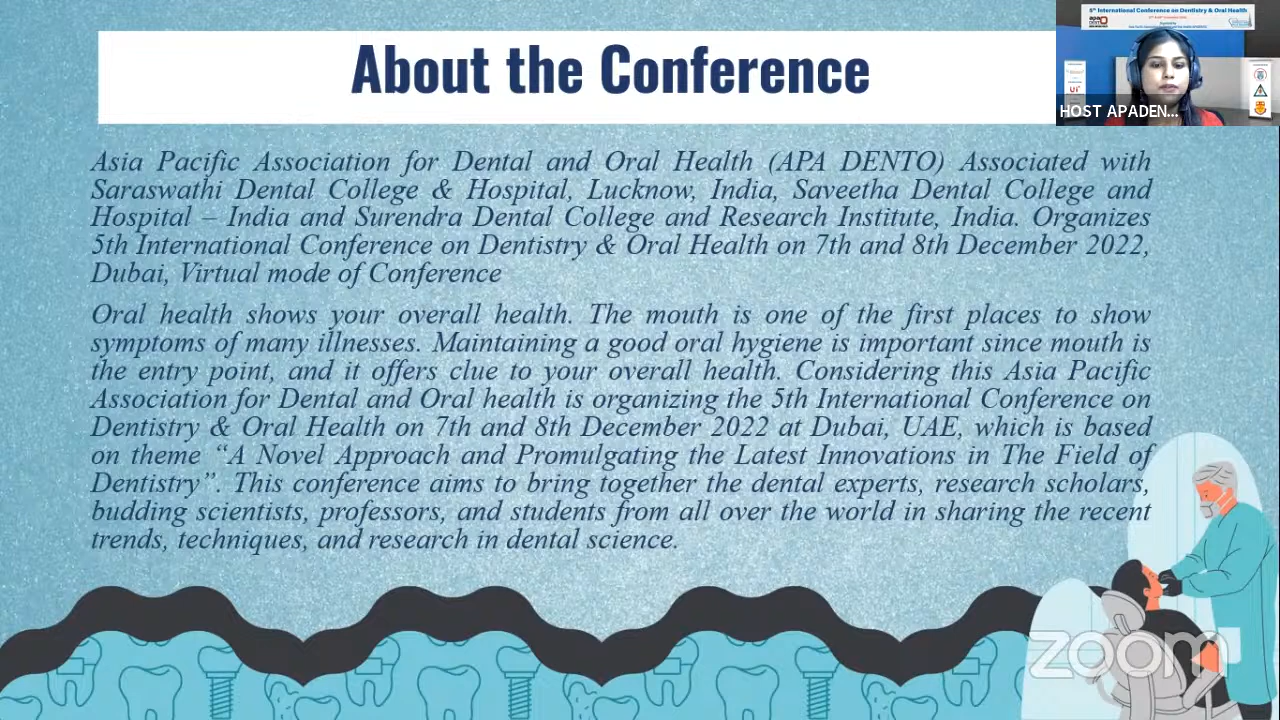 About the Conference
5th International Conference on Dentistry & Oral Health
HOST APADEN...
Asia Pacific Association for Dental and Oral Health (APA DENTO) Associated with
Saraswathi Dental College & Hospital, Lucknow, India, Saveetha Dental College and
Hospital – India and Surendra Dental College and Research Institute, India. Organizes
5th International Conference on Dentistry & Oral Health on 7th and 8th December 2022,
Dubai, Virtual mode of Conference
Oral health shows your overall health. The mouth is one of the first places to show
symptoms of many illnesses. Maintaining a good oral hygiene is important since mouth is
the entry point, and it offers clue to your overall health. Considering this Asia Pacific
Association for Dental and Oral health is organizing the 5th International Conference on
Dentistry & Oral Health on 7th and 8th December 2022 at Dubai, UAE, which is based
on theme “A Novel Approach and Promulgating the Latest Innovations in The Field of
Dentistry”. This conference aims to bring together the dental experts, research scholars,
budding scientists, professors, and students from all over the world in sharing the recent
trends, techniques, and research in dental science.
zoom